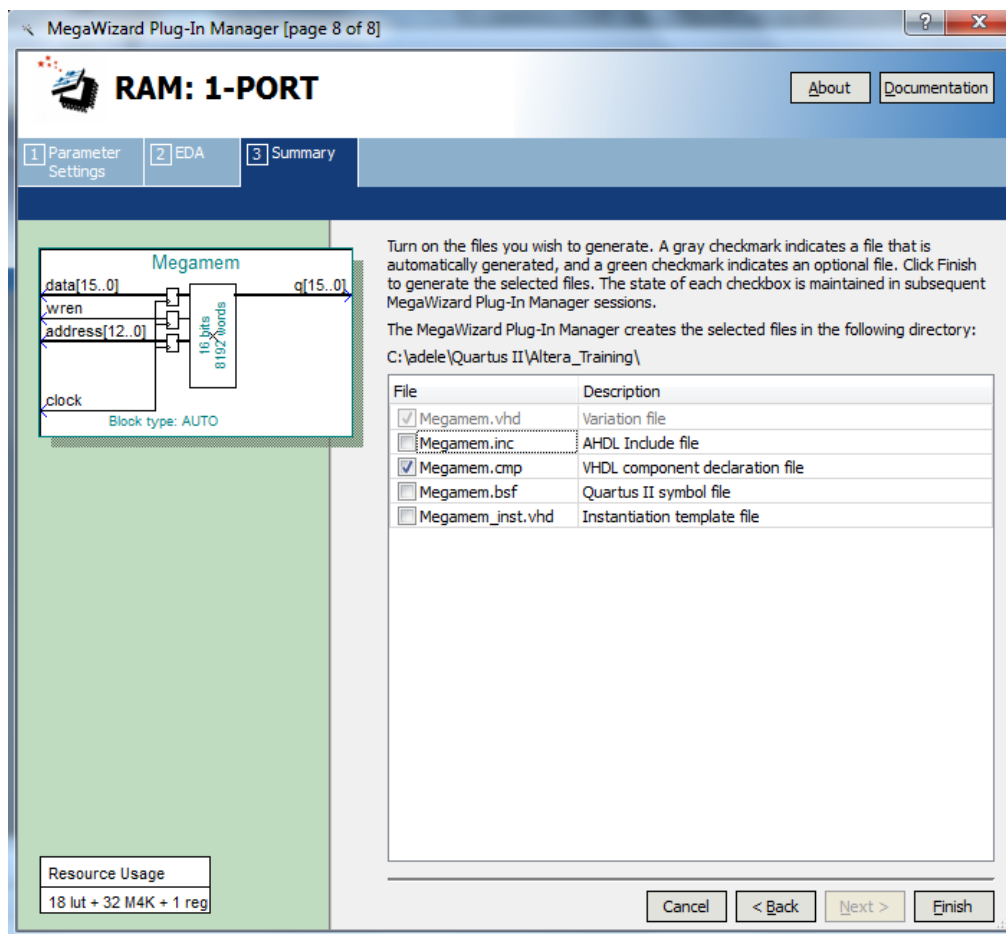 MegaWizard Plug-In Manager [page 8 of 8]
RAM: 1-PORT
About
Documentation
1 Parameter Settings
2 EDA
3 Summary
Megamem
data[15..0]
q[15..0]
wren
address[12..0]
16 bits
8192 words
clock
Block type: AUTO
Turn on the files you wish to generate. A gray checkmark indicates a file that is
automatically generated, and a green checkmark indicates an optional file. Click Finish
to generate the selected files. The state of each checkbox is maintained in subsequent
MegaWizard Plug-In Manager sessions.
The MegaWizard Plug-In Manager creates the selected files in the following directory:
C:\adele\Quartus II\Altera_Training\
File Description
Megamem.vhd Variation file
Megamem.inc AHDL Include file
Megamem.cmp VHDL component declaration file
Megamem.bsf Quartus II symbol file
Megamem_inst.vhd Instantiation template file
Resource Usage
18 lut + 32 M4K + 1 reg
Cancel
< Back
Next >
Finish